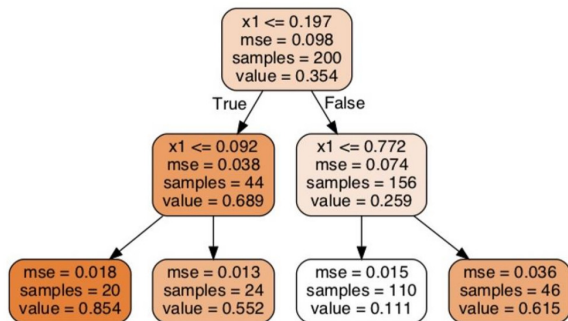 x1 <= 0.197
mse = 0.098
samples = 200
value = 0.354
True
False
x1 <= 0.092
mse = 0.038
samples = 44
value = 0.689
x1 <= 0.772
mse = 0.074
samples = 156
value = 0.259
mse = 0.018
samples = 20
value = 0.854
mse = 0.013
samples = 24
value = 0.552
mse = 0.015
samples = 110
value = 0.111
mse = 0.036
samples = 46
value = 0.615